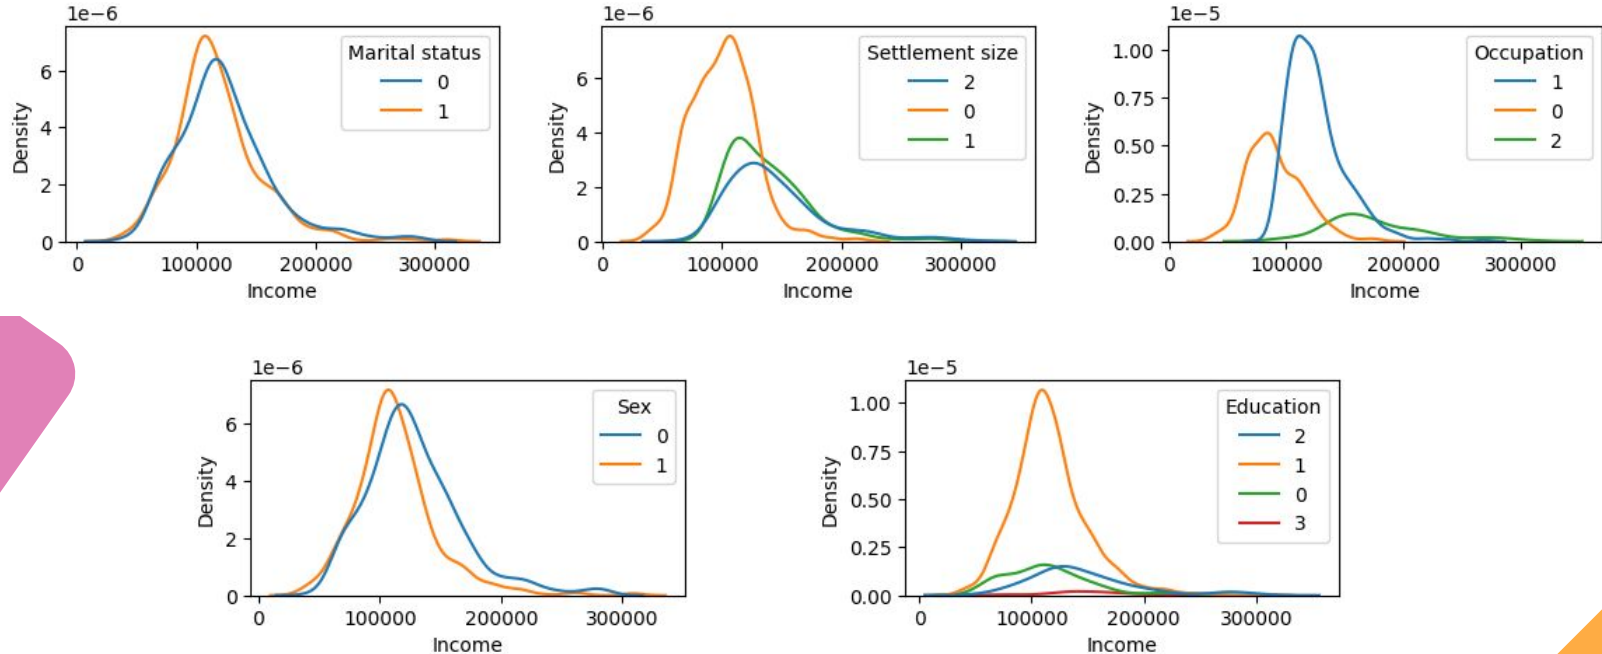 1e−6
Marital status
0
1
6
4
2
0
Density
0 100000 200000 300000
Income
1e−6
Settlement size
2
0
1
6
4
2
0
Density
0 100000 200000 300000
Income
1e−5
Occupation
1
0
2
1.00
0.75
0.50
0.25
0.00
Density
0 100000 200000 300000
Income
1e−6
Sex
0
1
6
4
2
0
Density
0 100000 200000 300000
Income
1e−5
Education
2
1
0
3
1.00
0.75
0.50
0.25
0.00
Density
0 100000 200000 300000
Income